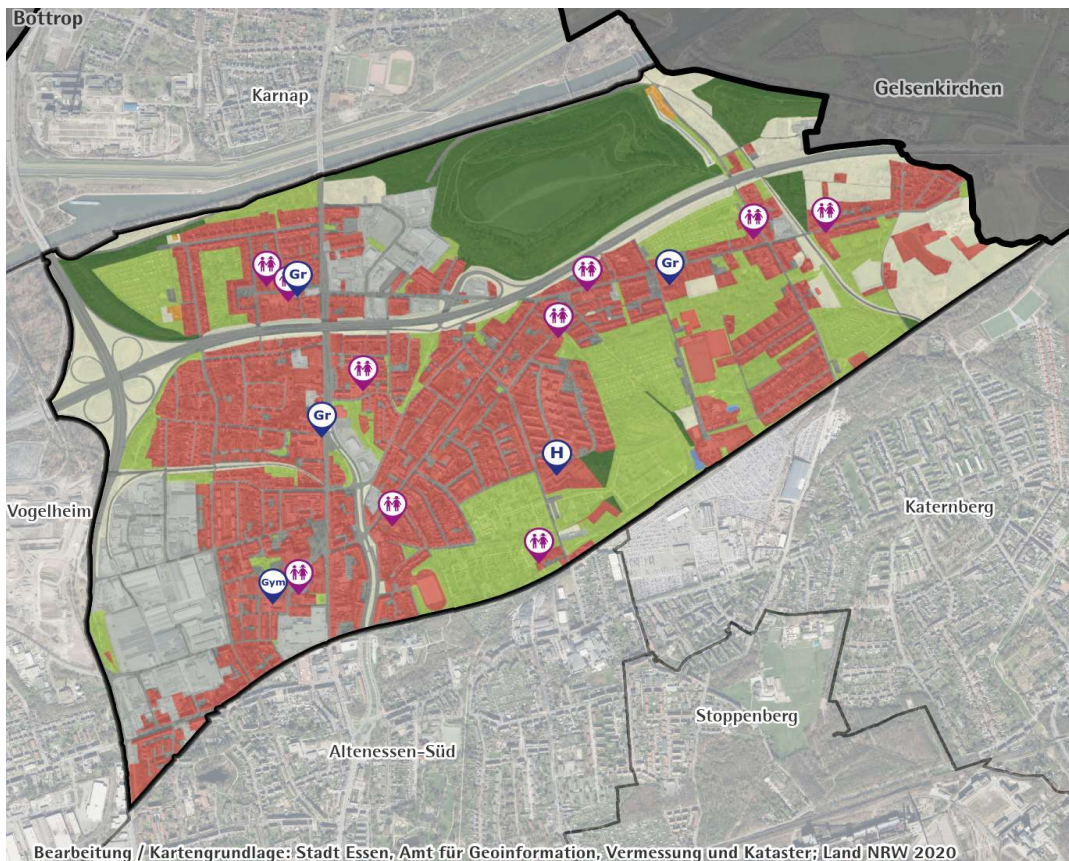 Bottrop
Karnap
Gelsenkirchen
Gr
Gr
Gr
H
Vogelheim
Katernberg
Gym
Stoppenberg
Altenessen-Süd
Bearbeitung / Kartengrundlage: Stadt Essen, Amt für Geoinformation, Vermessung und Kataster; Land NRW 2020